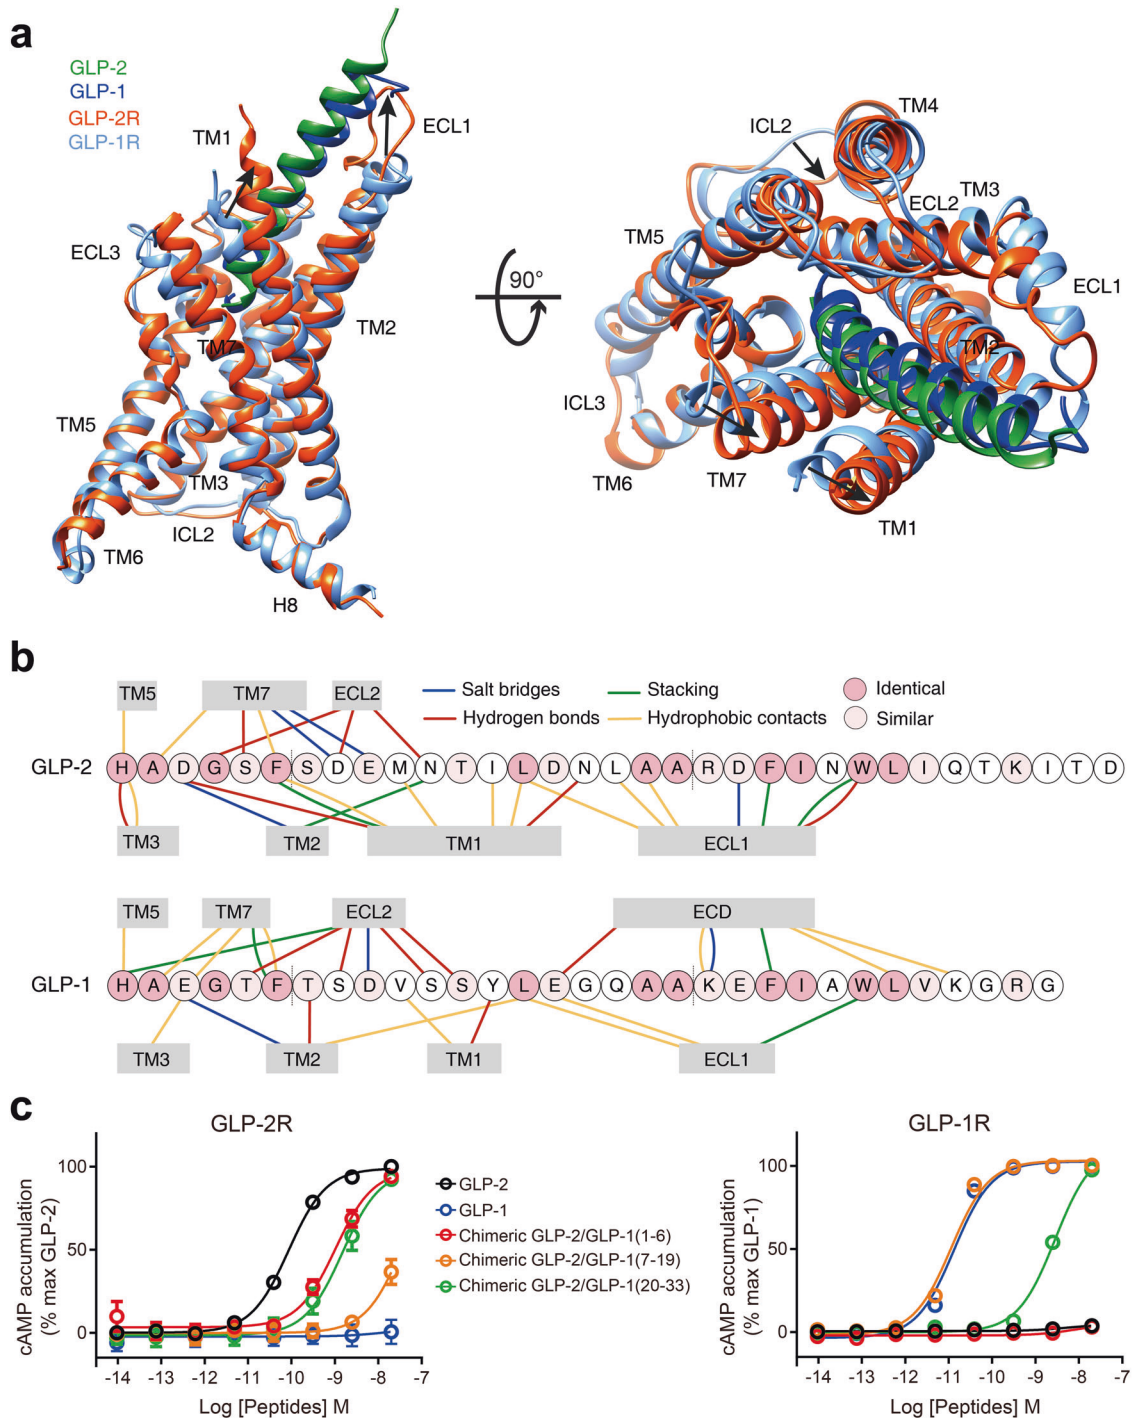 a
GLP-2
GLP-1
GLP-2R
GLP-1R
TM1
ECL1
ECL3
TM2
TM7
TM5
TM3
ICL2
TM6
H8
90°
TM4
ICL2
TM3
ECL2
TM5
ECL1
TM2
ICL3
TM6
TM7
TM1
b
TM5 TM7 ECL2
Salt bridges Stacking Identical
Hydrogen bonds Hydrophobic contacts Similar
GLP-2 H A D G S F S D E M N T I L D N L A A R D F I N W L I Q T K I T D
TM3 TM2 TM1 ECL1
TM5 TM7 ECL2 ECD
GLP-1 H A E G T F T S D V S S Y L E G Q A A K E F I A W L V K G R G
TM3 TM2 TM1 ECL1
c
GLP-2R
cAMP accumulation
(% max GLP-2)
100
50
0
-14 -13 -12 -11 -10 -9 -8 -7
Log [Peptides] M
GLP-2
GLP-1
Chimeric GLP-2/GLP-1(1-6)
Chimeric GLP-2/GLP-1(7-19)
Chimeric GLP-2/GLP-1(20-33)
GLP-1R
cAMP accumulation
(% max GLP-1)
100
50
0
-14 -13 -12 -11 -10 -9 -8 -7
Log [Peptides] M